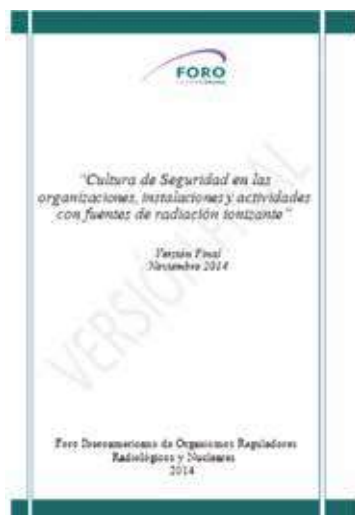 FORO
"Cultura de Seguridad en las
organizaciones, instalaciones y actividades
con fuentes de radiación ionizante"
Versión Final
Noviembre 2014
VERSIÓN FINAL
Foro Iberoamericano de Organismos Reguladores
Radiológicos y Nucleares
2014